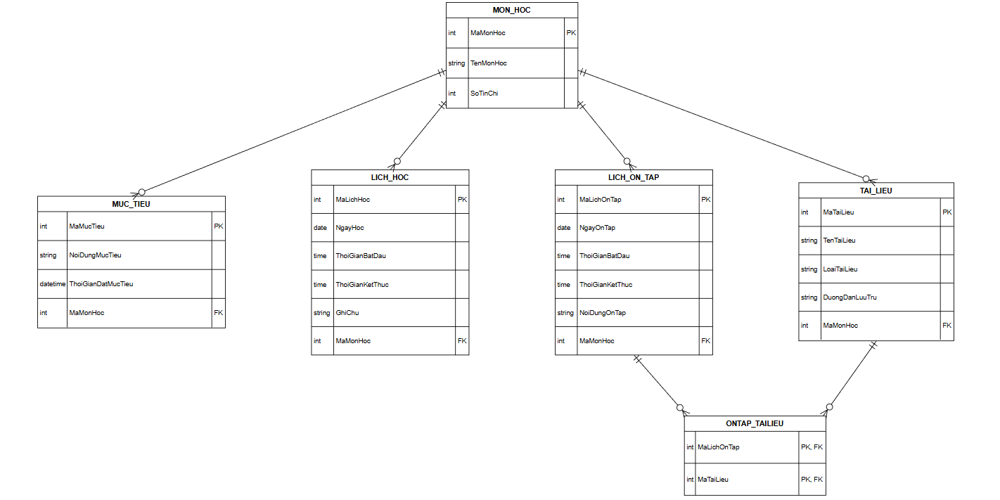 MON_HOC
int MaMonHoc PK
string TenMonHoc
int SoTinChi
MUC_TIEU
int MaMucTieu PK
string NoiDungMucTieu
datetime ThoiGianDatMucTieu
int MaMonHoc FK
LICH_HOC
int MaLichHoc PK
date NgayHoc
time ThoiGianBatDau
time ThoiGianKetThuc
string GhiChu
int MaMonHoc FK
LICH_ON_TAP
int MaLichOnTap PK
date NgayOnTap
time ThoiGianBatDau
time ThoiGianKetThuc
string NoiDungOnTap
int MaMonHoc FK
TAI_LIEU
int MaTaiLieu PK
string TenTaiLieu
string LoaiTaiLieu
string DuongDanLuuTru
int MaMonHoc FK
ONTAP_TAILIEU
int MaLichOnTap PK, FK
int MaTaiLieu PK, FK